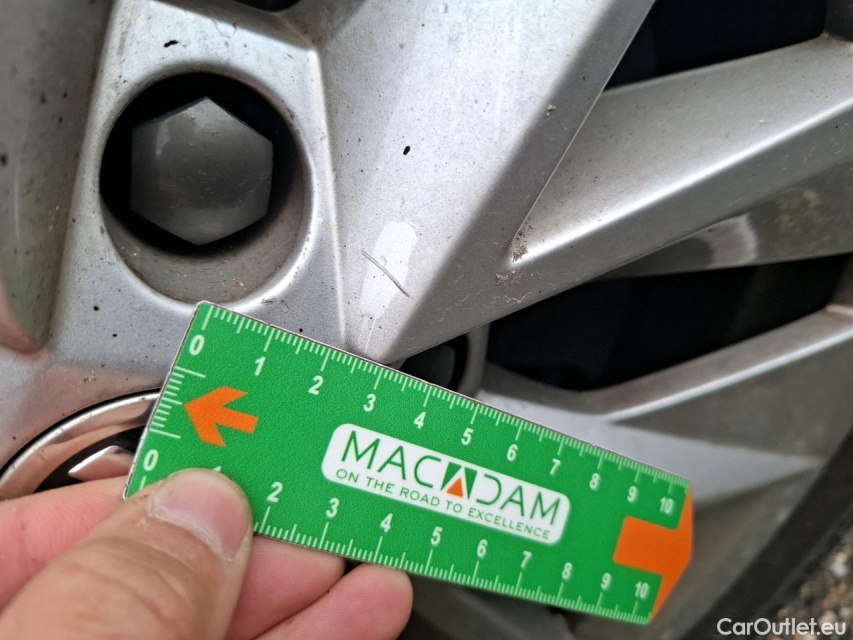 0 1 2 3 4 5 6 7 8 9 10
MACADAM
ON THE ROAD TO EXCELLENCE
0 1 2 3 4 5 6 7 8 9 10
CarOutlet.eu